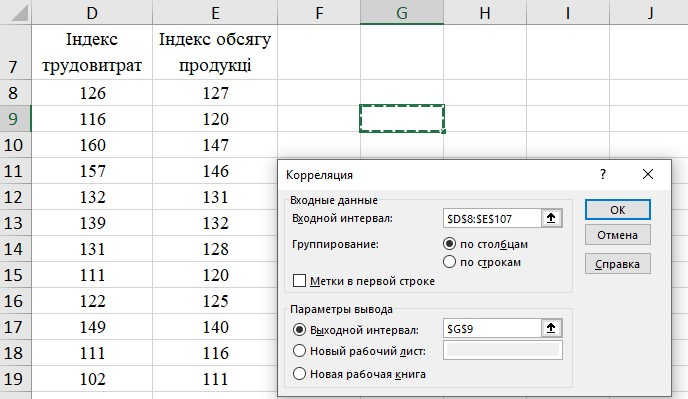 D E F G H I J
7 Індекс трудовитрат Індекс обсягу продукці
8 126 127
9 116 120
10 160 147
11 157 146
12 132 131
13 139 132
14 131 128
15 111 120
16 122 125
17 149 140
18 111 116
19 102 111
Корреляция ? ×
Входные данные
Входной интервал: $D$8:$E$107
Группирование: по столбцам
по строкам
Метки в первой строке
Параметры вывода
Выходной интервал: $G$9
Новый рабочий лист:
Новая рабочая книга
ОК
Отмена
Справка